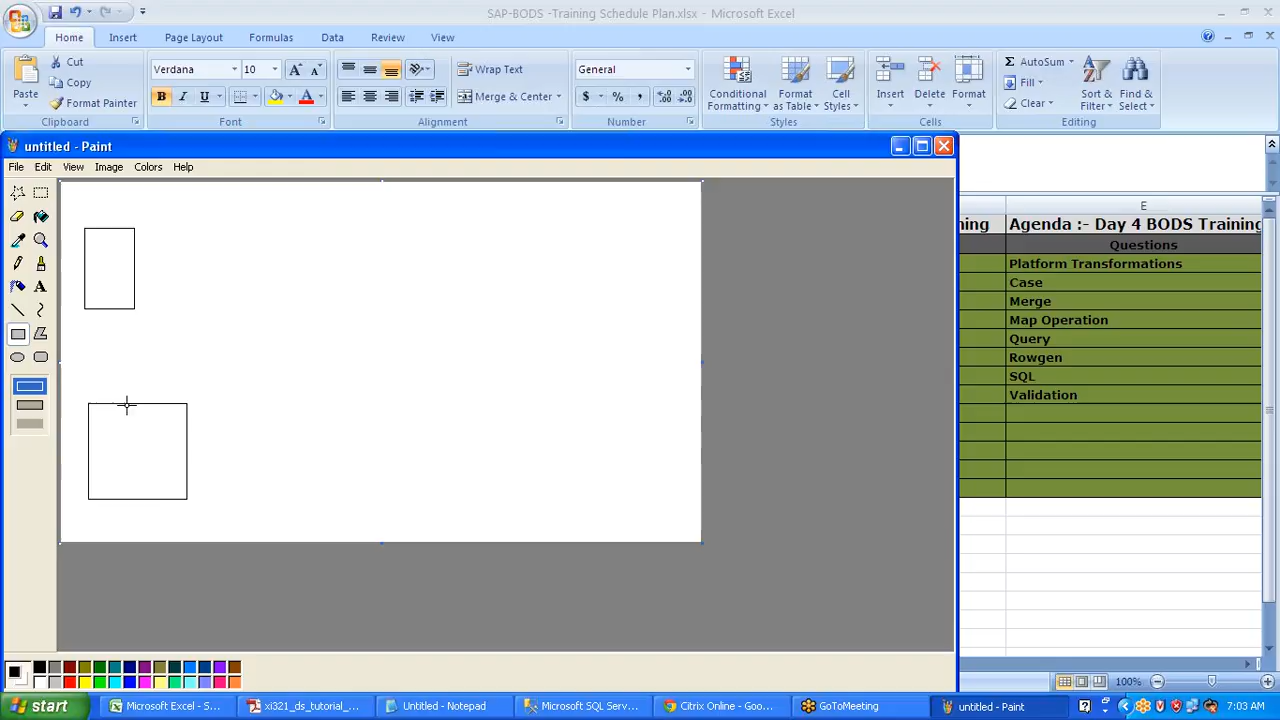 SAP-BODS -Training Schedule Plan.xlsx - Microsoft Excel
Home Insert Page Layout Formulas Data Review View
Paste
Cut
Copy
Format Painter
Clipboard
Verdana 10
B I U A
Font
Wrap Text
Merge & Center
Alignment
General
$ % ,
Number
Conditional Formatting
Format as Table
Cell Styles
Styles
Insert Delete Format
Cells
AutoSum
Fill
Clear
Sort & Filter
Find & Select
Editing
untitled - Paint
File Edit View Image Colors Help
A
E
ning Agenda :- Day 4 BODS Training
Questions
Platform Transformations
Case
Merge
Map Operation
Query
Rowgen
SQL
Validation
100%
start
Microsoft Excel - S...
xi321_ds_tutorial_...
Untitled - Notepad
Microsoft SQL Serv...
Citrix Online - Goo...
GoToMeeting
untitled - Paint
7:03 AM